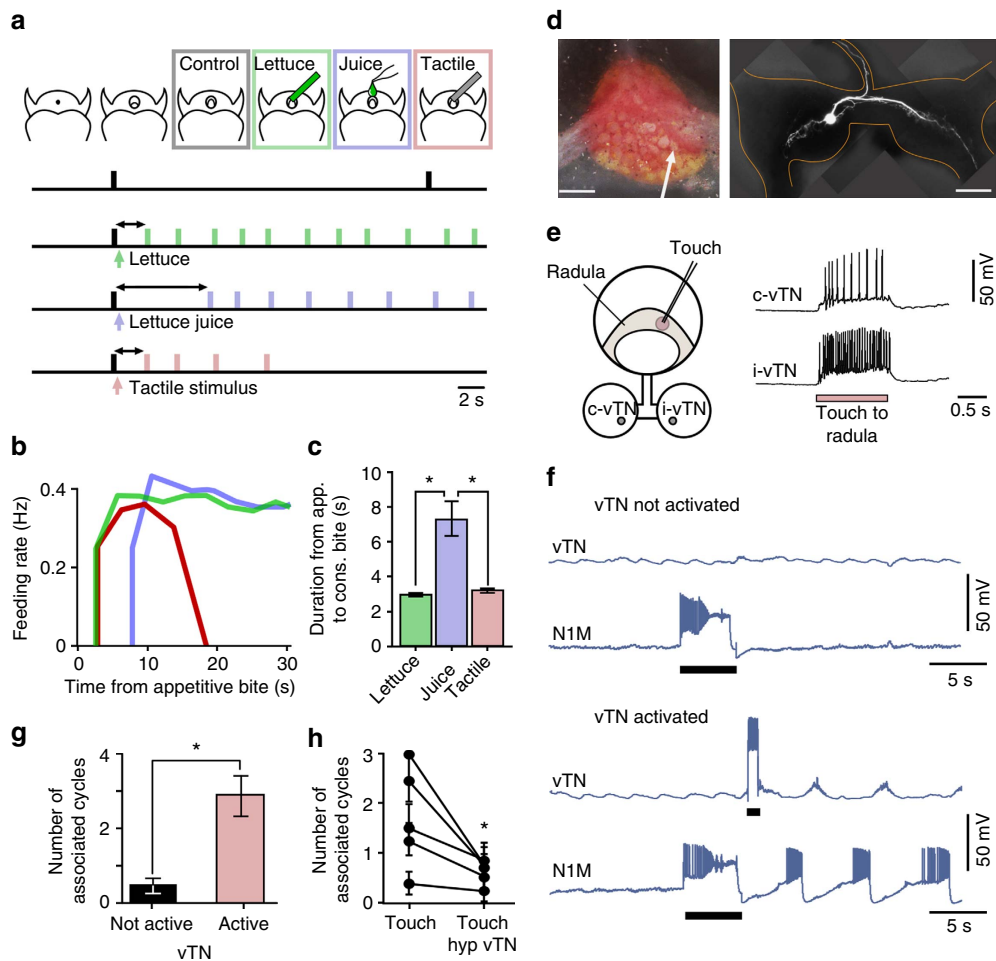 a
Control
Lettuce
Juice
Tactile
Lettuce
Lettuce juice
Tactile stimulus
2 s
b
Feeding rate (Hz)
0.4
0.2
0
0 10 20 30
Time from appetitive bite (s)
c
Duration from app.
to cons. bite (s)
10
8
6
4
2
0
* *
Lettuce
Juice
Tactile
d
e
Touch
Radula
c-vTN
i-vTN
c-vTN
i-vTN
50 mV
Touch to
radula
0.5 s
f
vTN not activated
vTN
50 mV
N1M
5 s
vTN activated
vTN
50 mV
N1M
5 s
g
Number of
associated cycles
4
2
0
*
Not active Active
vTN
h
Number of
associated cycles
3
2
1
0
*
Touch
Touch
hyp vTN